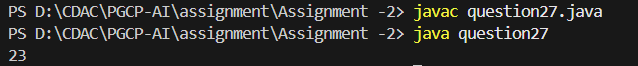 PS D:\CDAC\PGCP-AI\assignment\Assignment -2> javac question27.java
PS D:\CDAC\PGCP-AI\assignment\Assignment -2> java question27
23